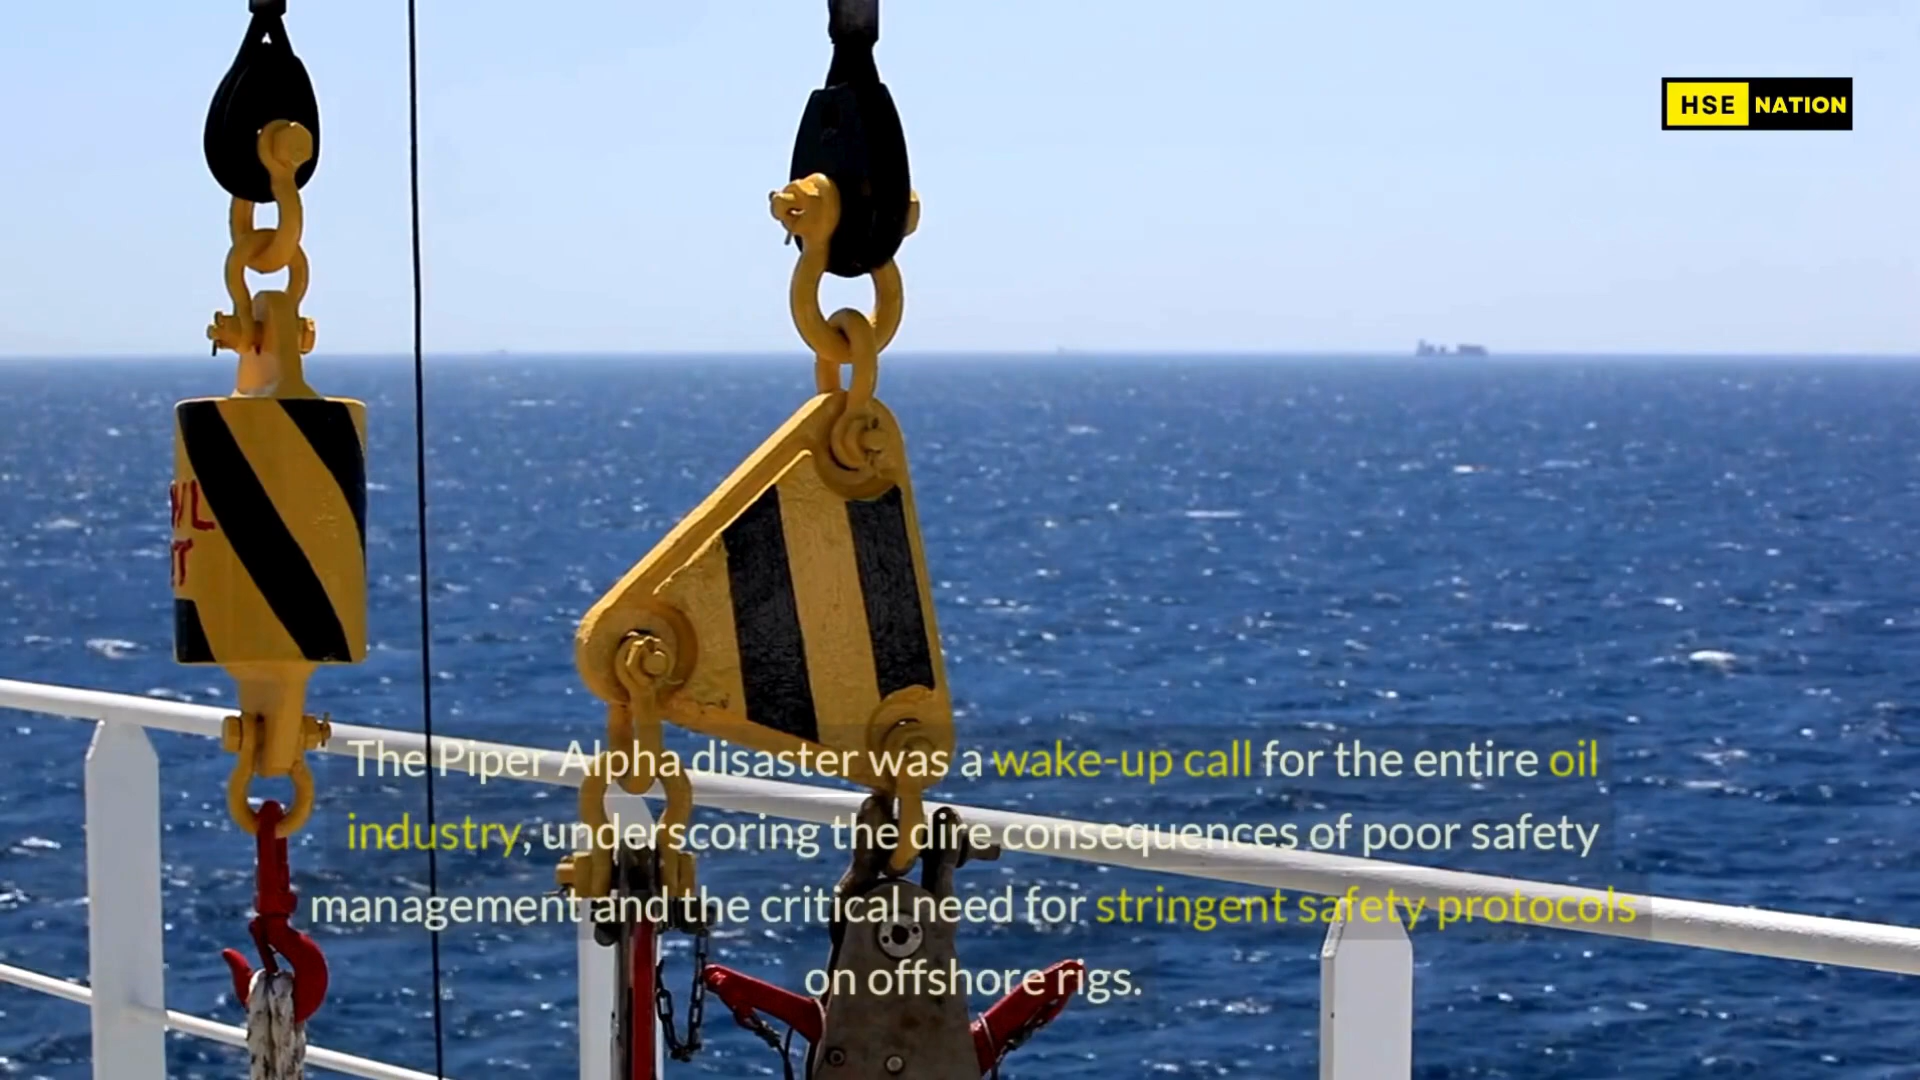 HSE NATION
The Piper Alpha disaster was a wake-up call for the entire oil
industry, underscoring the dire consequences of poor safety
management and the critical need for stringent safety protocols
on offshore rigs.